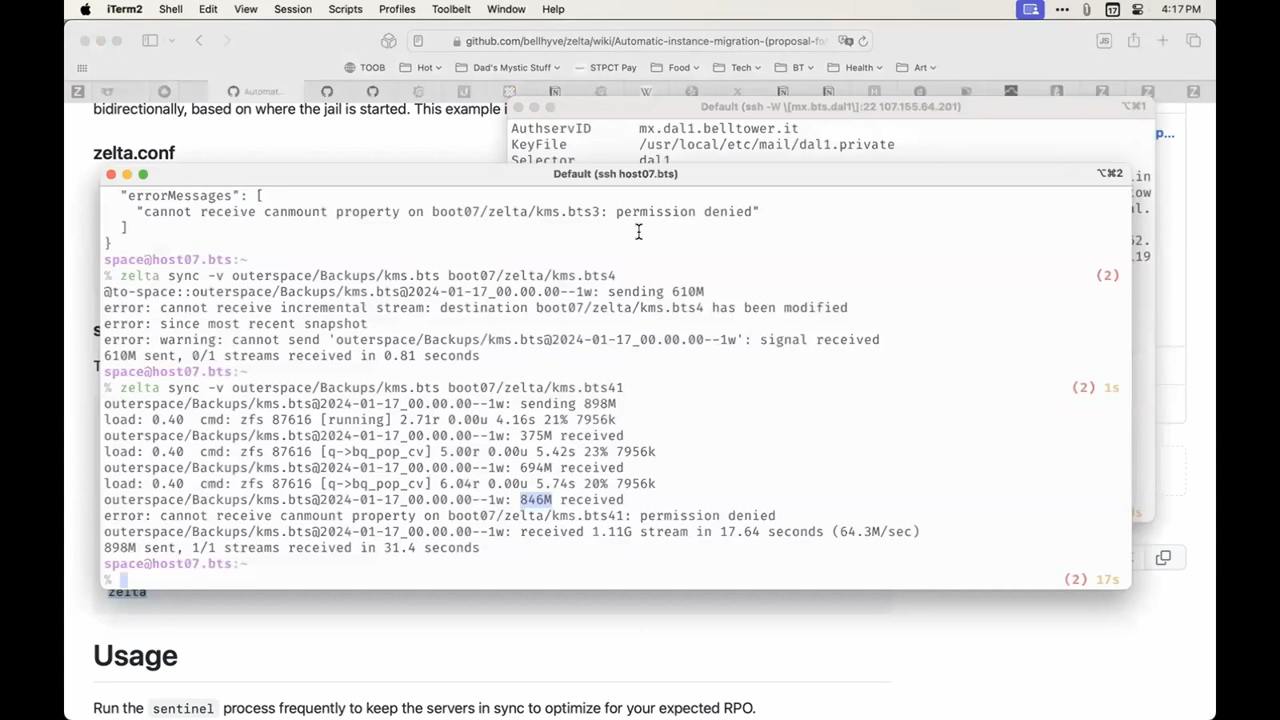 iTerm2 Shell Edit View Session Scripts Profiles Toolbelt Window Help 17 4:17 PM
github.com/bellhyve/zelta/wiki/Automatic-instance-migration-(proposal-fo
JS
TOOB Hot Dad's Mystic Stuff STPCT Pay Food Tech BT Health Art
Automat...
bidirectionally, based on where the jail is started. This example i
Default (ssh -W \[mx.bts.dal1\]:22 107.155.64.201) ⌥⌘1
AuthservID mx.dal1.belltower.it
KeyFile /usr/local/etc/mail/dal1.private
Selector dal1
zelta.conf
Default (ssh host07.bts) ⌥⌘2
"errorMessages": [
"cannot receive canmount property on boot07/zelta/kms.bts3: permission denied"
]
}
space@host07.bts:~
% zelta sync -v outerspace/Backups/kms.bts boot07/zelta/kms.bts4 (2)
@to-space::outerspace/Backups/kms.bts@2024-01-17_00.00.00--1w: sending 610M
error: cannot receive incremental stream: destination boot07/zelta/kms.bts4 has been modified
error: since most recent snapshot
error: warning: cannot send 'outerspace/Backups/kms.bts@2024-01-17_00.00.00--1w': signal received
610M sent, 0/1 streams received in 0.81 seconds
space@host07.bts:~
% zelta sync -v outerspace/Backups/kms.bts boot07/zelta/kms.bts41 (2) 1s
outerspace/Backups/kms.bts@2024-01-17_00.00.00--1w: sending 898M
load: 0.40 cmd: zfs 87616 [running] 2.71r 0.00u 4.16s 21% 7956k
outerspace/Backups/kms.bts@2024-01-17_00.00.00--1w: 375M received
load: 0.40 cmd: zfs 87616 [q->bq_pop_cv] 5.00r 0.00u 5.42s 23% 7956k
outerspace/Backups/kms.bts@2024-01-17_00.00.00--1w: 694M received
load: 0.40 cmd: zfs 87616 [q->bq_pop_cv] 6.04r 0.00u 5.74s 20% 7956k
outerspace/Backups/kms.bts@2024-01-17_00.00.00--1w: 846M received
error: cannot receive canmount property on boot07/zelta/kms.bts41: permission denied
outerspace/Backups/kms.bts@2024-01-17_00.00.00--1w: received 1.11G stream in 17.64 seconds (64.3M/sec)
898M sent, 1/1 streams received in 31.4 seconds
space@host07.bts:~
% (2) 17s
zelta
Usage
Run the sentinel process frequently to keep the servers in sync to optimize for your expected RPO.